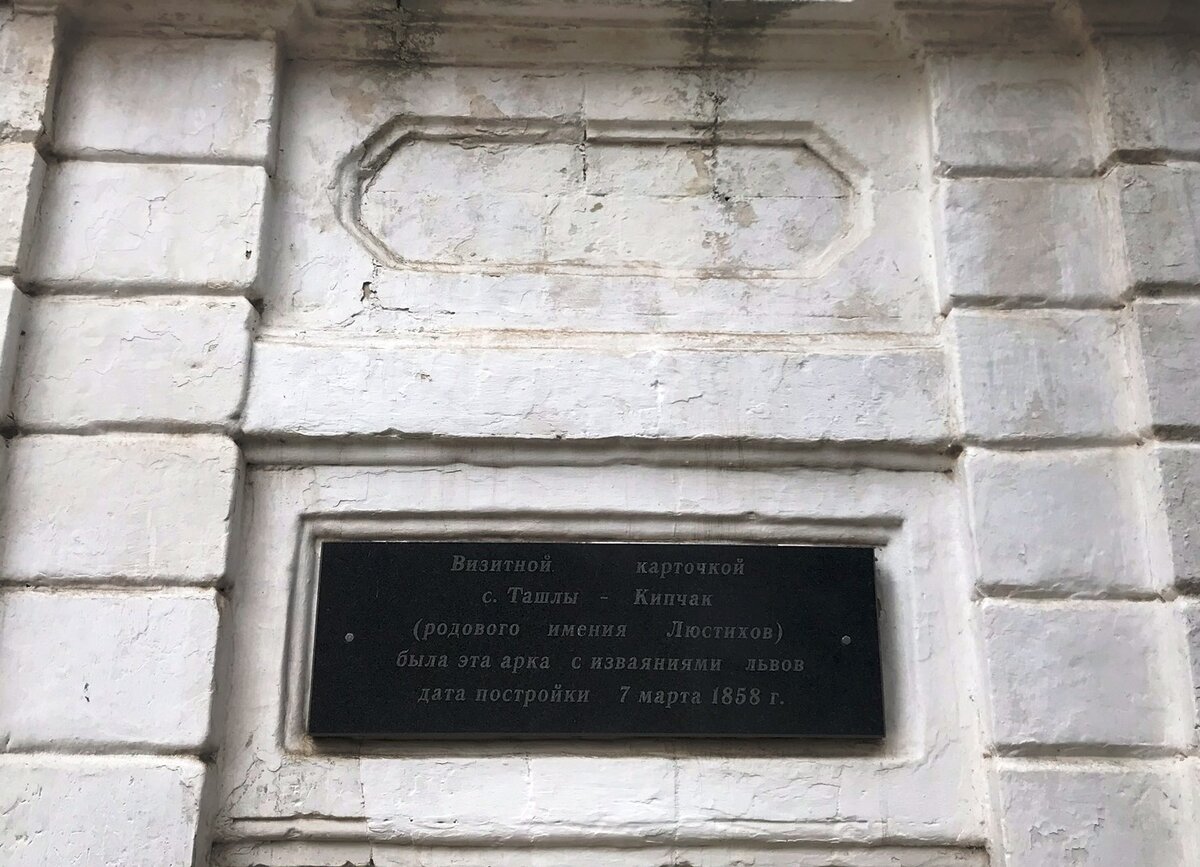 Визитной карточкой
с. Ташлы - Кипчак
(родового имения Люстихов)
была эта арка с изваяниями львов
дата постройки 7 марта 1858 г.